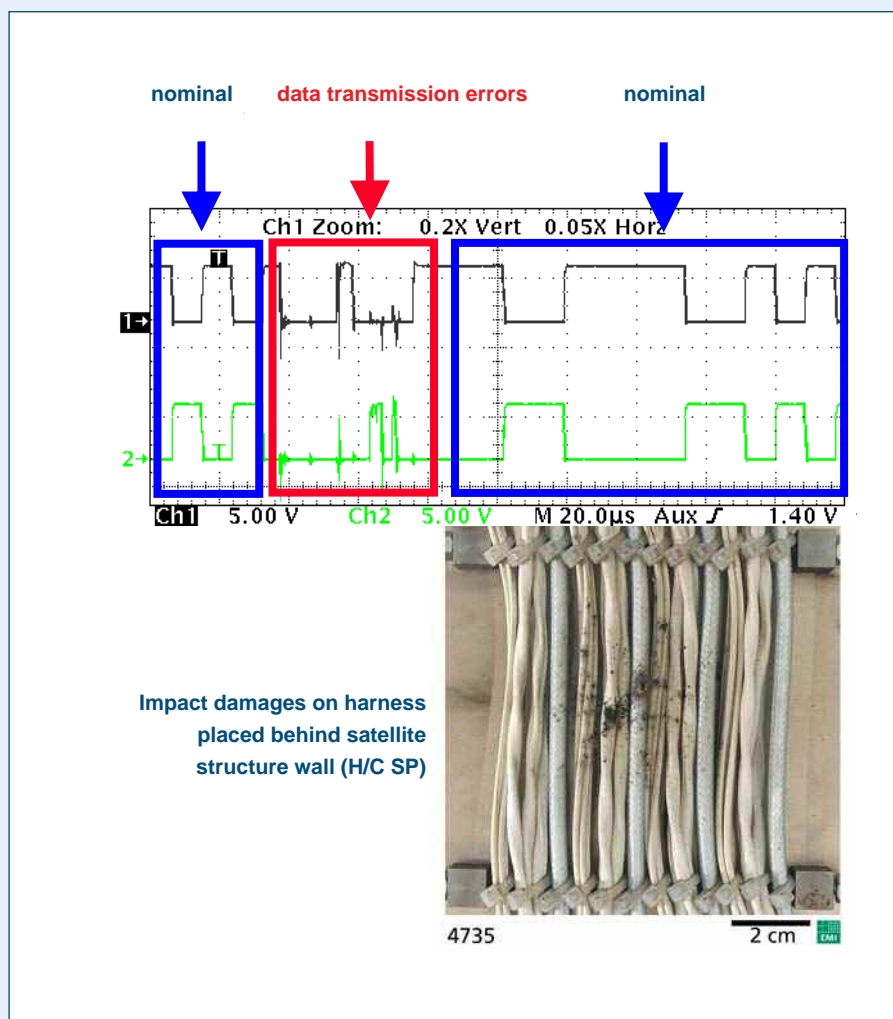 nominal data transmission errors nominal
Ch1 Zoom: 0.2X Vert 0.05X Horz
T
1→
T
2→
Ch1 5.00 V Ch2 5.00 V M 20.0µs Aux ƒ 1.40 V
Impact damages on harness
placed behind satellite
structure wall (H/C SP)
4735 2 cm EMI